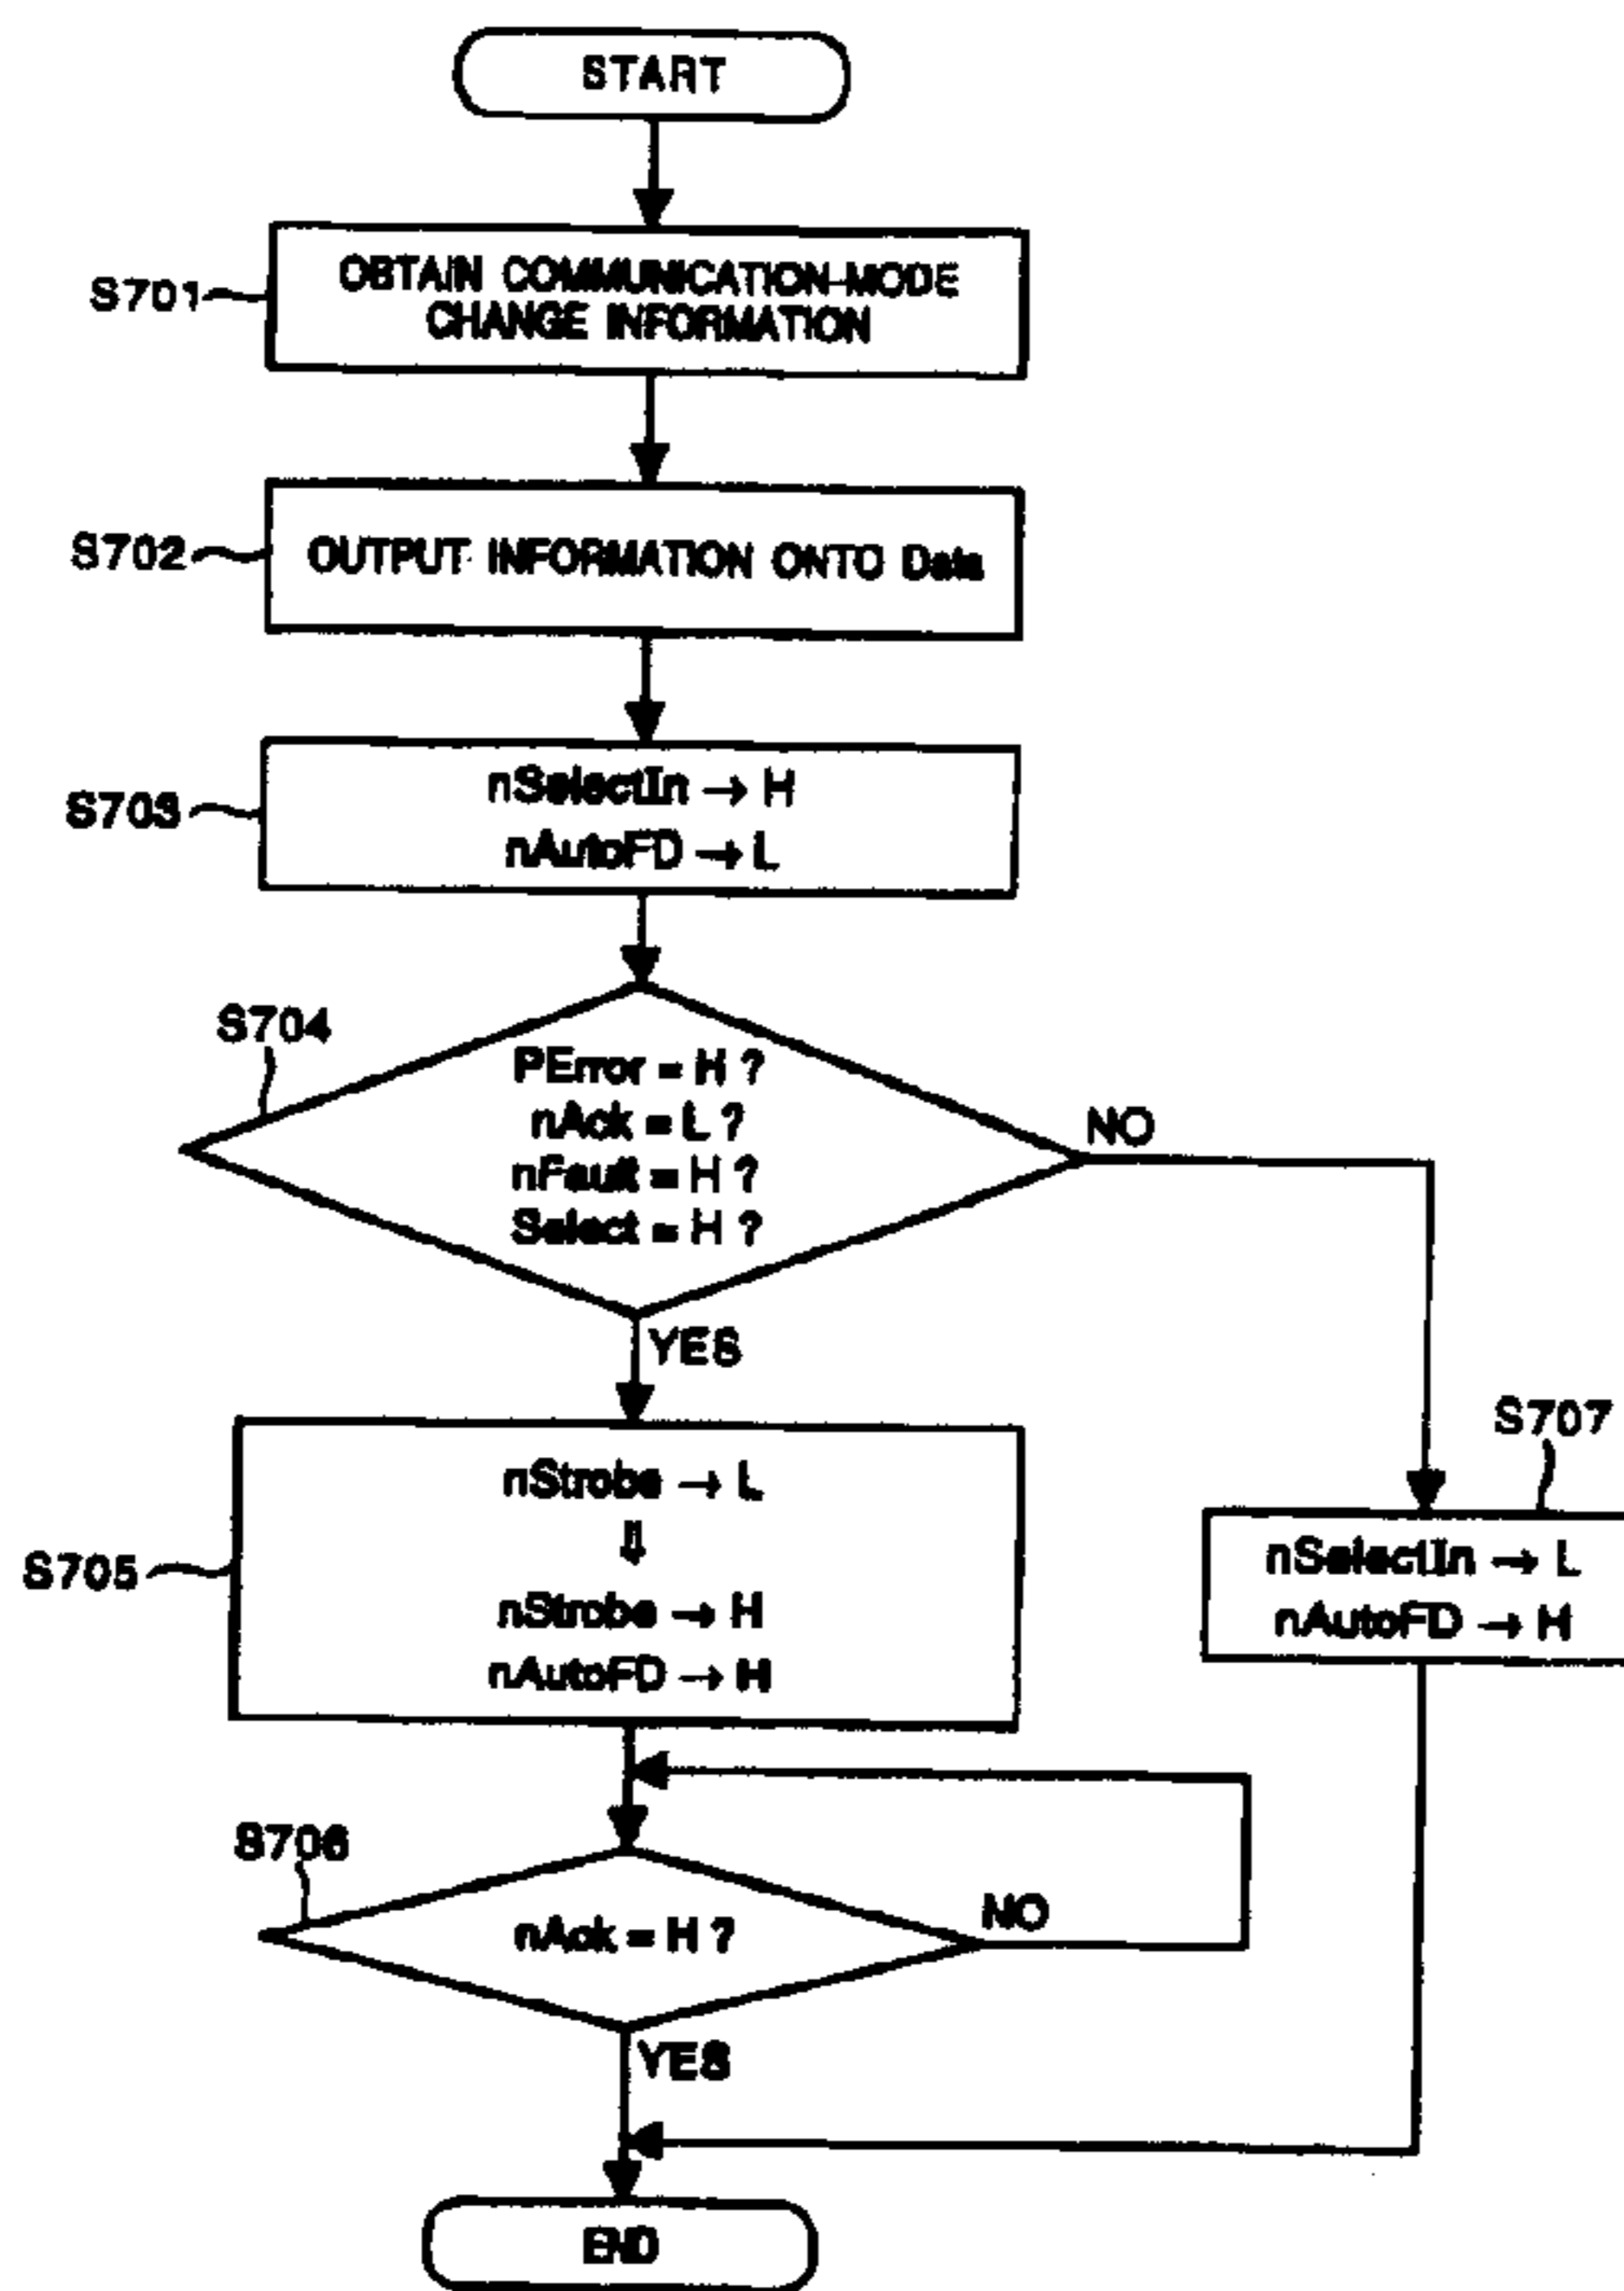 START
S701
OBTAIN COMMUNICATION-MODE
CHANGE INFORMATION
S702
OUTPUT INFORMATION ONTO Data
S703
nSelectIn → H
nAutoFD → L
S704
PError = H ?
nAck = L ?
nFault = H ?
Select = H ?
NO
YES
S705
nStrobe → L
⇓
nStrobe → H
nAutoFD → H
S707
nSelectIn → L
nAutoFD → H
S706
nAck = H ?
NO
YES
END